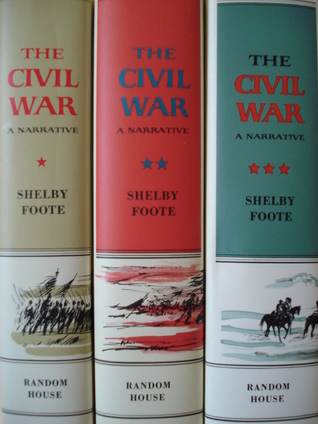 THE
CIVIL
WAR
A NARRATIVE
★
SHELBY
FOOTE
RANDOM
HOUSE
THE
CIVIL
WAR
A NARRATIVE
★★
SHELBY
FOOTE
RANDOM
HOUSE
THE
CIVIL
WAR
A NARRATIVE
★★★
SHELBY
FOOTE
RANDOM
HOUSE